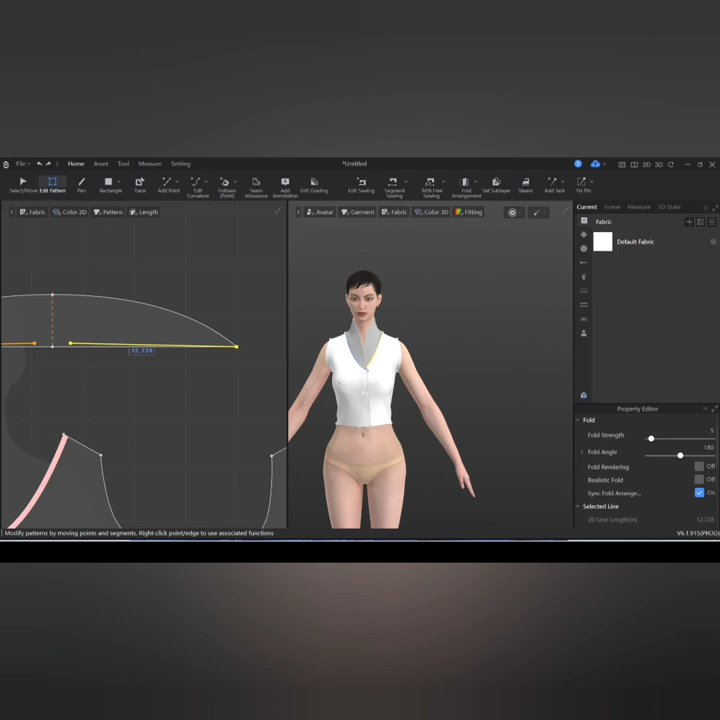 File Home Asset Tool Measure Setting *Untitled 2D 3D
Select/Move Edit Pattern Pen Rectangle Trace Add Point Edit Curvature Fullness (Point) Seam Allowance Add Annotation Edit Grading Edit Sewing Segment Sewing M:N Free Sewing Fold Arrangement Set Sublayer Steam Add Tack Fix Pin
Fabric Color 2D Pattern Length
Avatar Garment Fabric Color 3D Fitting
Current Scene Measure 3D State
Fabric
Default Fabric
12.728
Property Editor
Fold
Fold Strength 5
Fold Angle 180
Fold Rendering Off
Realistic Fold Off
Sync Fold Arrange... On
Selected Line
2D Line Length(in) 12.728
Modify patterns by moving points and segments. Right-click point/edge to use associated functions
V6.1.915(PROD)